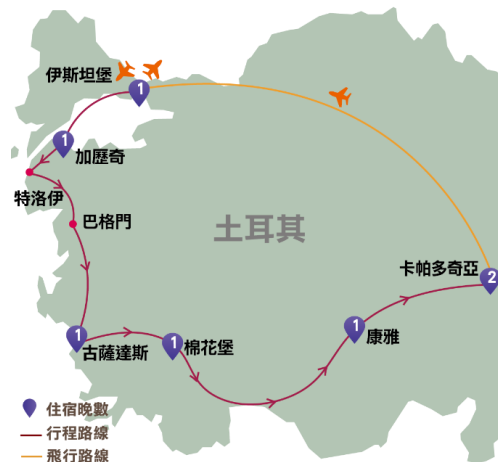 伊斯坦堡
1
1
加歷奇
特洛伊
巴格門
土耳其
卡帕多奇亞
2
1
古薩達斯
1
棉花堡
1
康雅
住宿晚數
行程路線
飛行路線